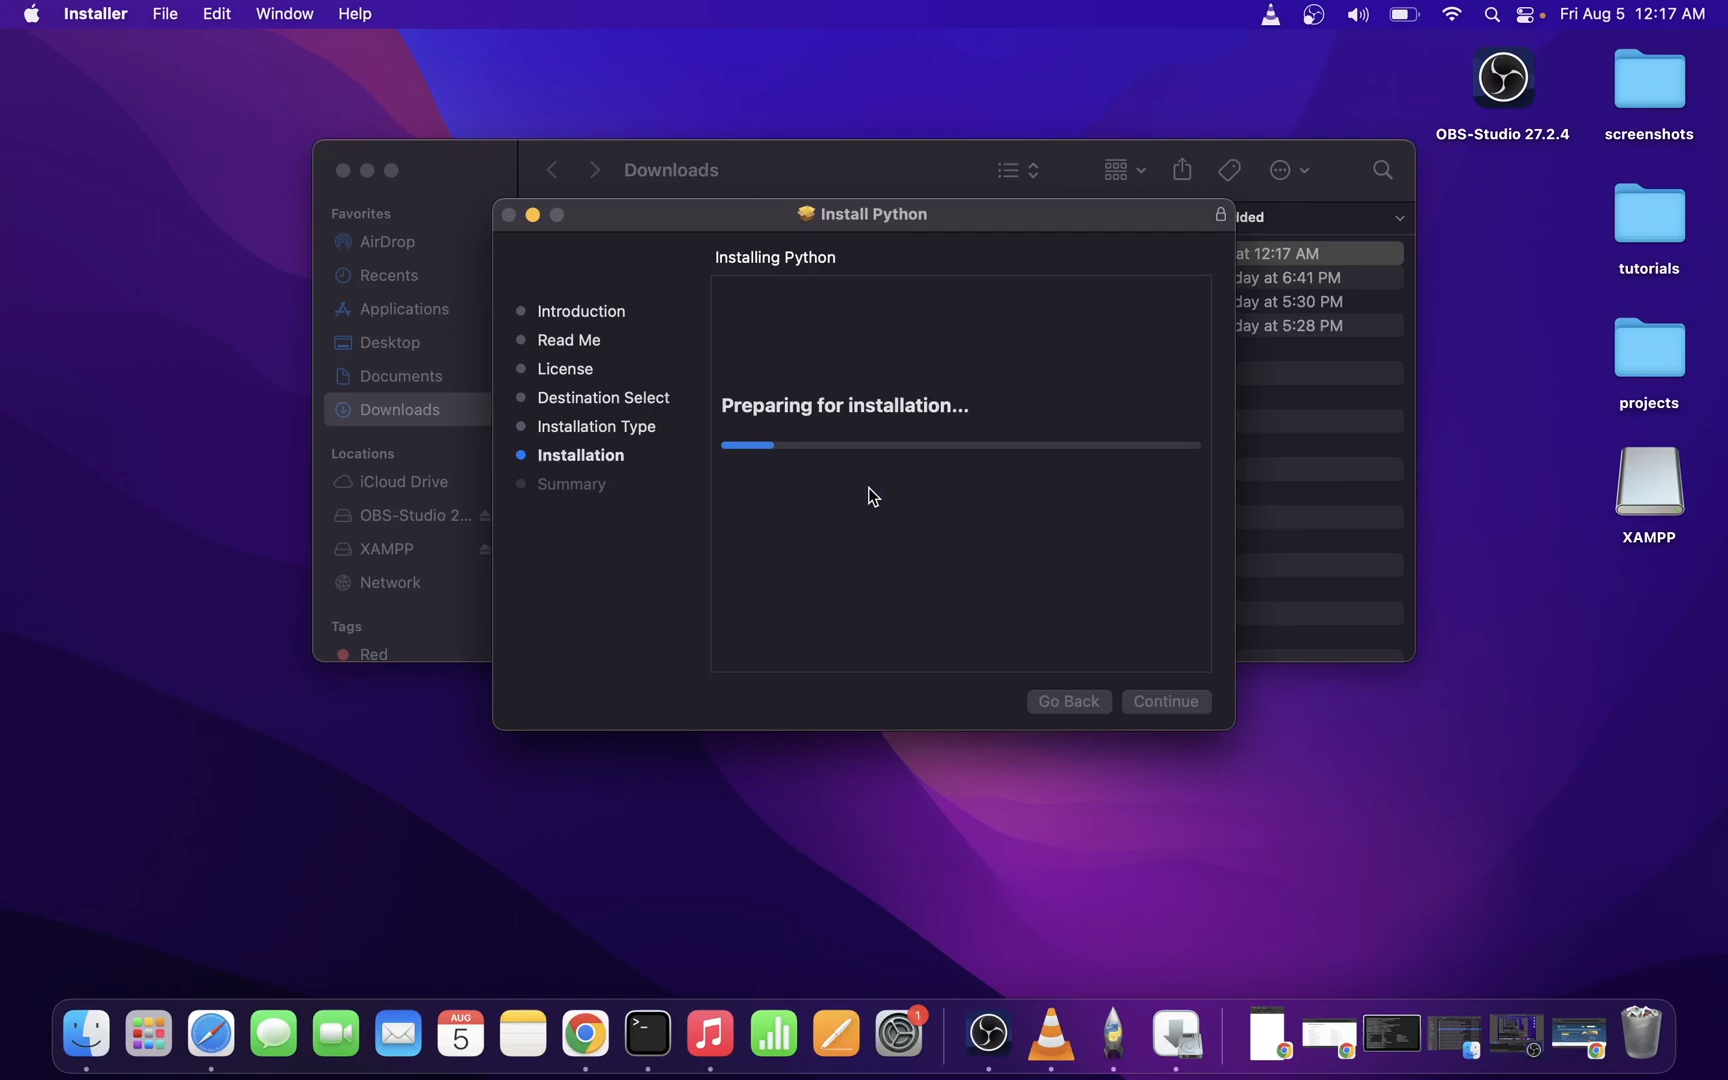 Installer File Edit Window Help Fri Aug 5 12:17 AM
OBS-Studio 27.2.4
screenshots
tutorials
projects
XAMPP
Downloads
Favorites
AirDrop
Recents
Applications
Desktop
Documents
Downloads
Locations
iCloud Drive
OBS-Studio 2...
XAMPP
Network
Tags
Red
dded
at 12:17 AM
day at 6:41 PM
day at 5:30 PM
day at 5:28 PM
Install Python
Installing Python
Introduction
Read Me
License
Destination Select
Installation Type
Installation
Summary
Preparing for installation...
Go Back Continue
AUG
5
1